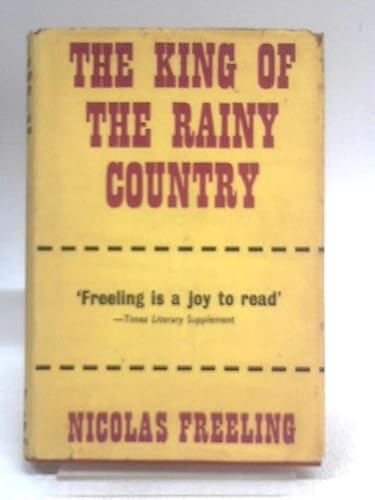 THE KING OF
THE RAINY
COUNTRY
'Freeling is a joy to read'
—Times Literary Supplement
NICOLAS FREELING